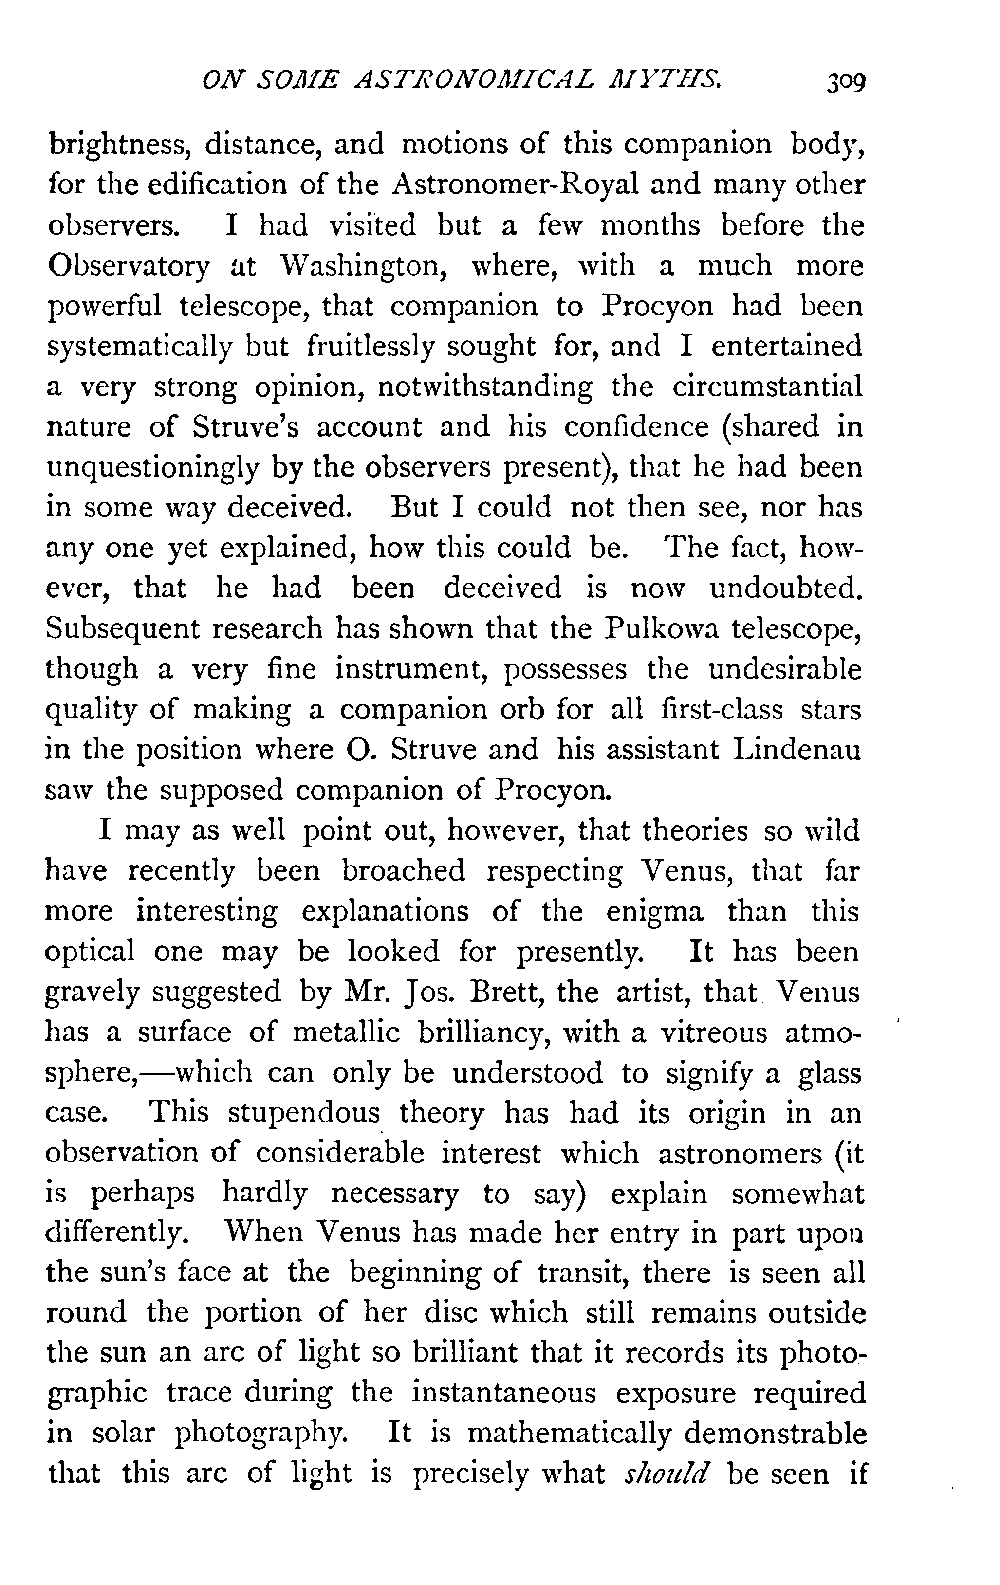 ON SOME ASTRONOMICAL MYTHS. 309
brightness, distance, and motions of this companion body,
for the edification of the Astronomer-Royal and many other
observers. I had visited but a few months before the
Observatory at Washington, where, with a much more
powerful telescope, that companion to Procyon had been
systematically but fruitlessly sought for, and I entertained
a very strong opinion, notwithstanding the circumstantial
nature of Struve's account and his confidence (shared in
unquestioningly by the observers present), that he had been
in some way deceived. But I could not then see, nor has
any one yet explained, how this could be. The fact, how-
ever, that he had been deceived is now undoubted.
Subsequent research has shown that the Pulkowa telescope,
though a very fine instrument, possesses the undesirable
quality of making a companion orb for all first-class stars
in the position where O. Struve and his assistant Lindenau
saw the supposed companion of Procyon.
I may as well point out, however, that theories so wild
have recently been broached respecting Venus, that far
more interesting explanations of the enigma than this
optical one may be looked for presently. It has been
gravely suggested by Mr. Jos. Brett, the artist, that Venus
has a surface of metallic brilliancy, with a vitreous atmo-
sphere,—which can only be understood to signify a glass
case. This stupendous theory has had its origin in an
observation of considerable interest which astronomers (it
is perhaps hardly necessary to say) explain somewhat
differently. When Venus has made her entry in part upon
the sun's face at the beginning of transit, there is seen all
round the portion of her disc which still remains outside
the sun an arc of light so brilliant that it records its photo-
graphic trace during the instantaneous exposure required
in solar photography. It is mathematically demonstrable
that this arc of light is precisely what should be seen if